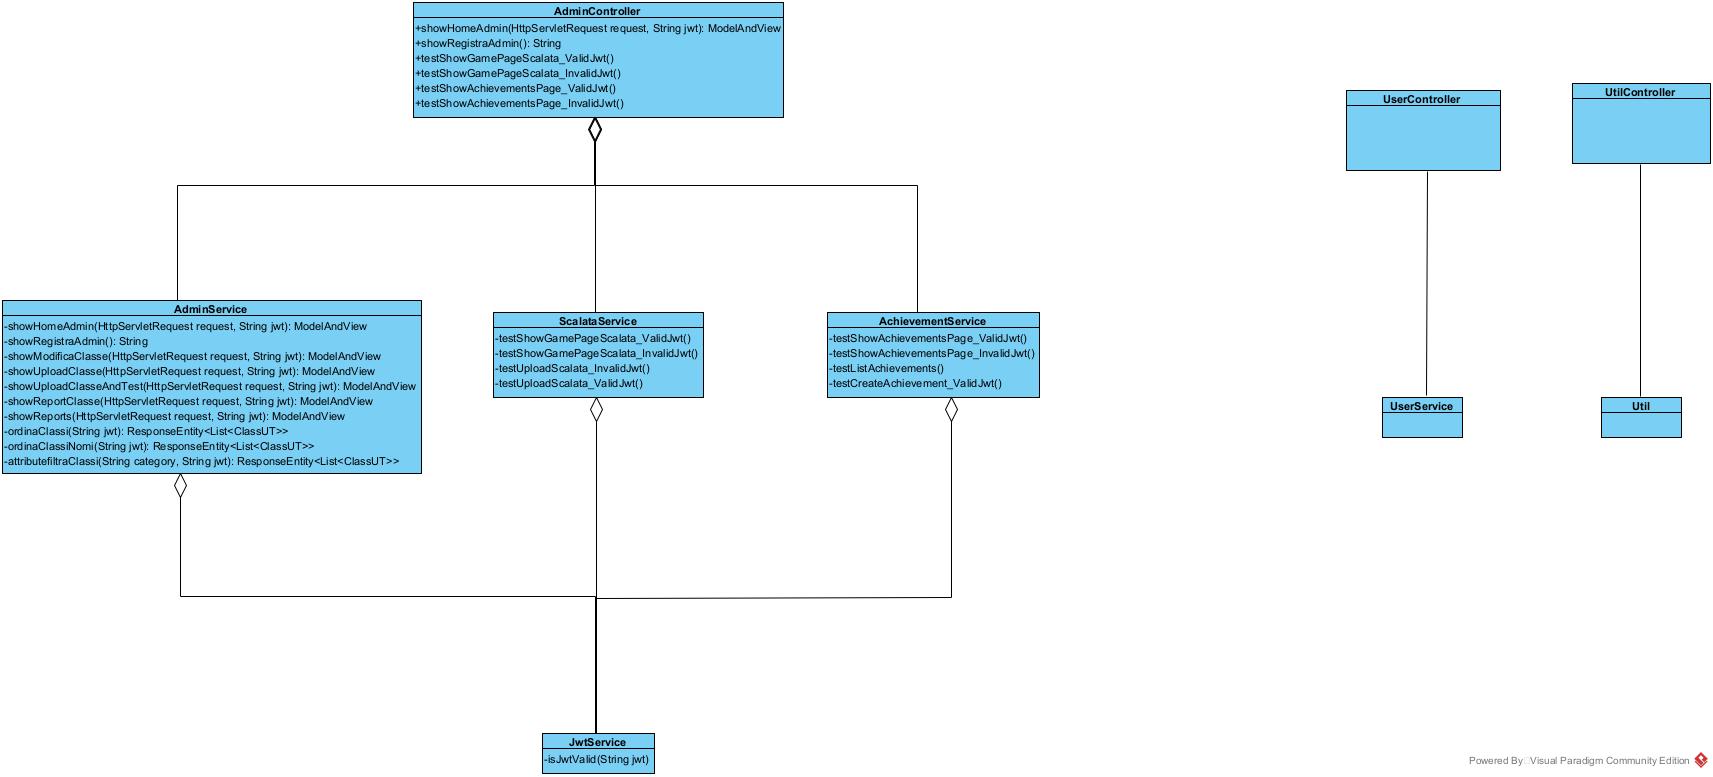 AdminController
+showHomeAdmin(HttpServletRequest request, String jwt): ModelAndView
+showRegistraAdmin(): String
+testShowGamePageScalata_ValidJwt()
+testShowGamePageScalata_InvalidJwt()
+testShowAchievementsPage_ValidJwt()
+testShowAchievementsPage_InvalidJwt()
UserController
UtilController
AdminService
-showHomeAdmin(HttpServletRequest request, String jwt): ModelAndView
-showRegistraAdmin(): String
-showModificaClasse(HttpServletRequest request, String jwt): ModelAndView
-showUploadClasse(HttpServletRequest request, String jwt): ModelAndView
-showUploadClasseAndTest(HttpServletRequest request, String jwt): ModelAndView
-showReportClasse(HttpServletRequest request, String jwt): ModelAndView
-showReports(HttpServletRequest request, String jwt): ModelAndView
-ordinaClassi(String jwt): ResponseEntity<List<ClassUT>>
-ordinaClassiNomi(String jwt): ResponseEntity<List<ClassUT>>
-attributefiltraClassi(String category, String jwt): ResponseEntity<List<ClassUT>>
ScalataService
-testShowGamePageScalata_ValidJwt()
-testShowGamePageScalata_InvalidJwt()
-testUploadScalata_InvalidJwt()
-testUploadScalata_ValidJwt()
AchievementService
-testShowAchievementsPage_ValidJwt()
-testShowAchievementsPage_InvalidJwt()
-testListAchievements()
-testCreateAchievement_ValidJwt()
UserService
Util
JwtService
-isJwtValid(String jwt)
Powered By Visual Paradigm Community Edition